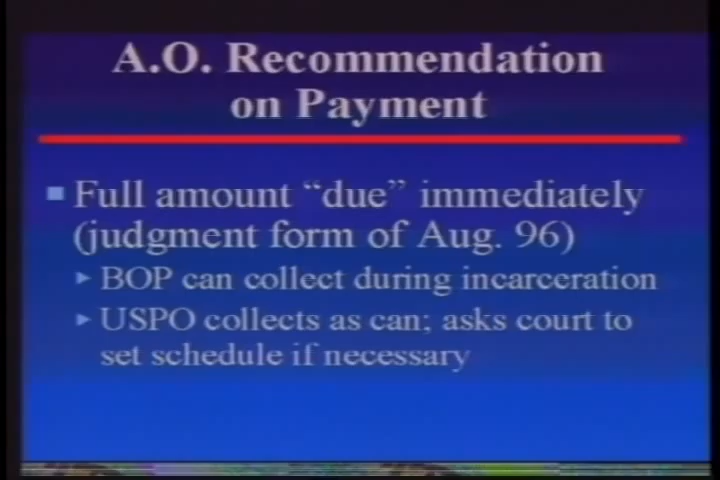 A.O. Recommendation
on Payment
Full amount “due” immediately
(judgment form of Aug. 96)
BOP can collect during incarceration
USPO collects as can; asks court to
set schedule if necessary